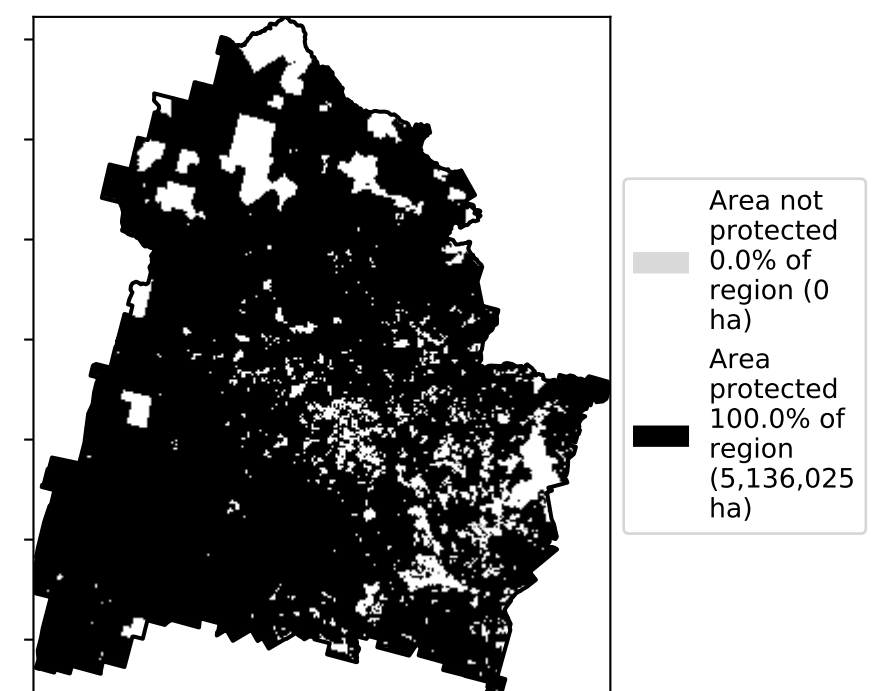 Area not
protected
0.0% of
region (0
ha)
Area
protected
100.0% of
region
(5,136,025
ha)